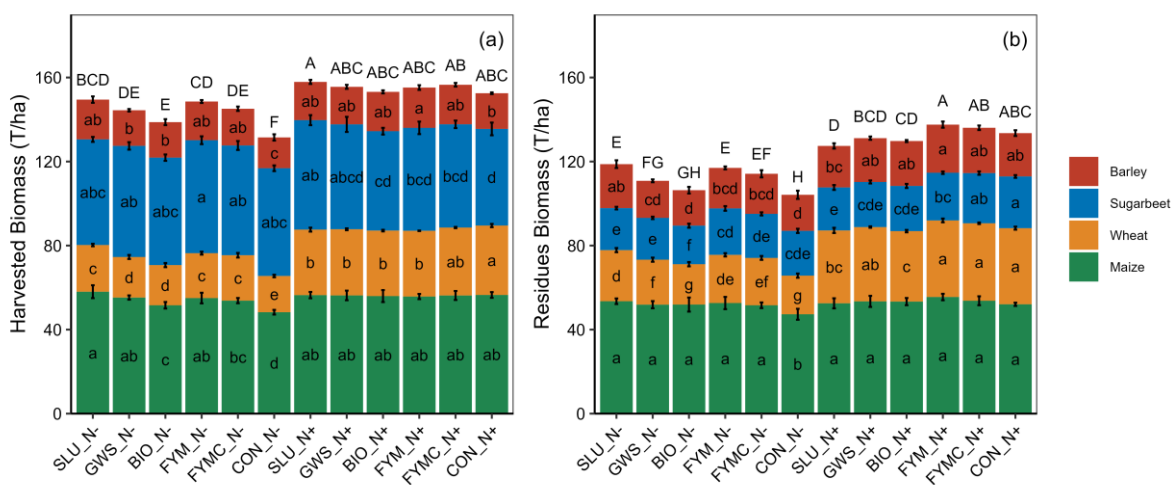 (a)
Harvested Biomass (T/ha)
160
120
80
40
0
BCD DE E CD DE F A ABC ABC ABC AB ABC
ab b b ab ab c ab ab ab a ab b
abc ab abc a ab abc ab abcd cd bcd bcd d
c d d c c e b b b b ab a
a ab c ab bc d ab ab ab ab ab ab
SLU_N- GWS_N- BIO_N- FYM_N- FYMC_N- CON_N- SLU_N+ GWS_N+ BIO_N+ FYM_N+ FYMC_N+ CON_N+
(b)
Residues Biomass (T/ha)
160
120
80
40
0
E FG GH E EF H D BCD CD A AB ABC
ab cd d bcd bcd d bc ab ab a ab ab
e e f cd de cde e cde cde bc ab a
d f g de ef g bc ab c a a a
a a a a a b a a a a a a
SLU_N- GWS_N- BIO_N- FYM_N- FYMC_N- CON_N- SLU_N+ GWS_N+ BIO_N+ FYM_N+ FYMC_N+ CON_N+
Barley
Sugarbeet
Wheat
Maize